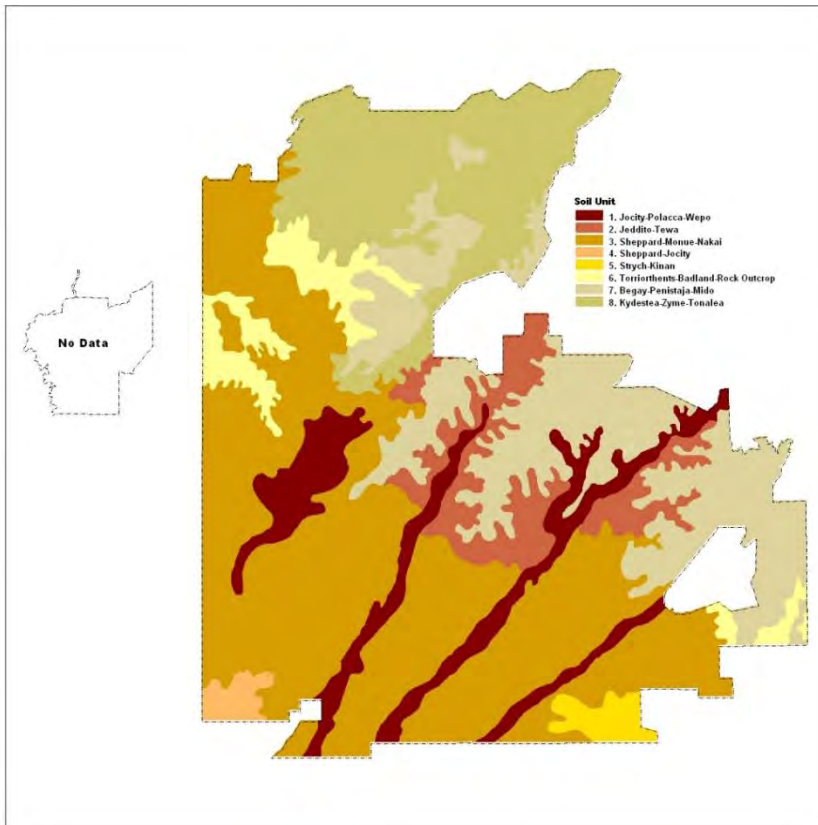 Soil Unit
1. Jocity-Polacca-Wepo
2. Jeddito-Tewa
3. Sheppard-Monue-Nakai
4. Sheppard-Jocity
5. Strych-Kinan
6. Torriorthents-Badland-Rock Outcrop
7. Begay-Penistaja-Mido
8. Kydestea-Zyme-Tonalea
No Data